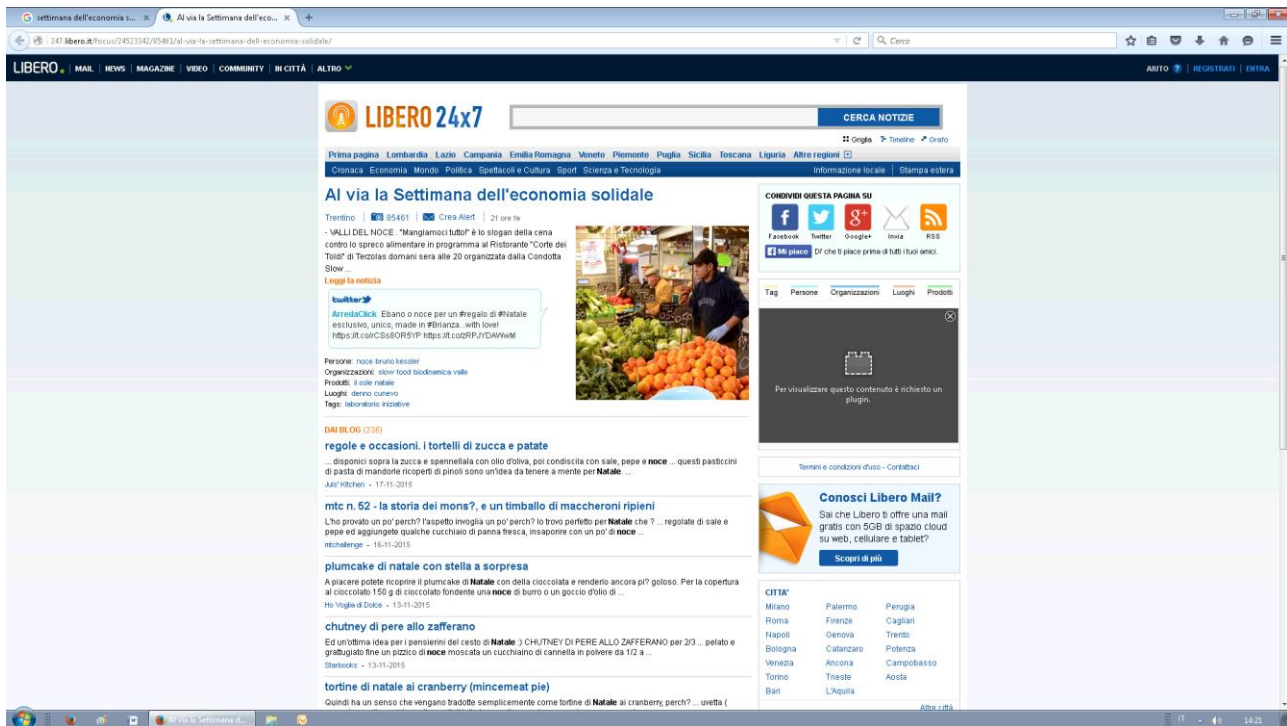 settimana dell'economia s...
Al via la Settimana dell'eco...
247.libero.it/focus/24523342/85461/al-via-la-settimana-dell-economia-solidale/
Cerca
LIBERO MAIL NEWS MAGAZINE VIDEO COMMUNITY IN CITTÀ ALTRO
AIUTO REGISTRATI ENTRA
LIBERO 24x7
CERCA NOTIZIE
Griglia Timeline Grafo
Prima pagina Lombardia Lazio Campania Emilia Romagna Veneto Piemonte Puglia Sicilia Toscana Liguria Altre regioni
Cronaca Economia Mondo Politica Spettacoli e Cultura Sport Scienza e Tecnologia Informazione locale Stampa estera
Al via la Settimana dell'economia solidale
Trentino 85461 Crea Alert 21 ore fa
- VALLI DEL NOCE . "Mangiamoci tutto!" è lo slogan della cena
contro lo spreco alimentare in programma al Ristorante "Corte dei
Toldi" di Terzolas domani sera alle 20 organizzata dalla Condotta
Slow ...
Leggi la notizia
twitter
ArredaClick Ebano o noce per un #regalo di #Natale
esclusivo, unico, made in #Brianza...with love!
Persone: noce bruno kessler
Organizzazioni: slow food biodinamica valle
Prodotti: il sole natale
Luoghi: denno cunevo
Tags: laboratorio iniziative
DAI BLOG (236)
regole e occasioni. i tortelli di zucca e patate
... disponici sopra la zucca e spennellala con olio d'oliva, poi condiscila con sale, pepe e noce ... questi pasticcini
di pasta di mandorle ricoperti di pinoli sono un'idea da tenere a mente per Natale. ...
Juls' Kitchen - 17-11-2015
mtc n. 52 - la storia dei mons?, e un timballo di maccheroni ripieni
L'ho provato un po' perch? l'aspetto invoglia un po' perch? lo trovo perfetto per Natale che ? ... regolate di sale e
pepe ed aggiungete qualche cucchiaio di panna fresca, insaporire con un po' di noce ...
mtchallenge - 16-11-2015
plumcake di natale con stella a sorpresa
A piacere potete ricoprire il plumcake di Natale con della cioccolata e renderlo ancora pi? goloso. Per la copertura
al cioccolato 150 g di cioccolato fondente una noce di burro o un goccio d'olio di ...
Ho Voglia di Dolce - 13-11-2015
chutney di pere allo zafferano
Ed un'ottima idea per i pensierini del cesto di Natale :) CHUTNEY DI PERE ALLO ZAFFERANO per 2/3 ... pelato e
grattugiato fine un pizzico di noce moscata un cucchiaino di cannella in polvere da 1/2 a ...
Starbooks - 13-11-2015
tortine di natale ai cranberry (mincemeat pie)
Quindi ha un senso che vengano tradotte semplicemente come tortine di Natale ai cranberry, perch? ... uvetta (
CONDIVIDI QUESTA PAGINA SU
Facebook Twitter Google+ Invia RSS
Mi piace Di' che ti piace prima di tutti i tuoi amici.
Tag Persone Organizzazioni Luoghi Prodotti
Per visualizzare questo contenuto è richiesto un
plugin.
Termini e condizioni d'uso - Contattaci
Conosci Libero Mail?
Sai che Libero ti offre una mail
gratis con 5GB di spazio cloud
su web, cellulare e tablet?
Scopri di più
CITTA'
Milano Palermo Perugia
Roma Firenze Cagliari
Napoli Genova Trento
Bologna Catanzaro Potenza
Venezia Ancona Campobasso
Torino Trieste Aosta
Bari L'Aquila
Altre città
Al via la Settimana d...
IT 14:21